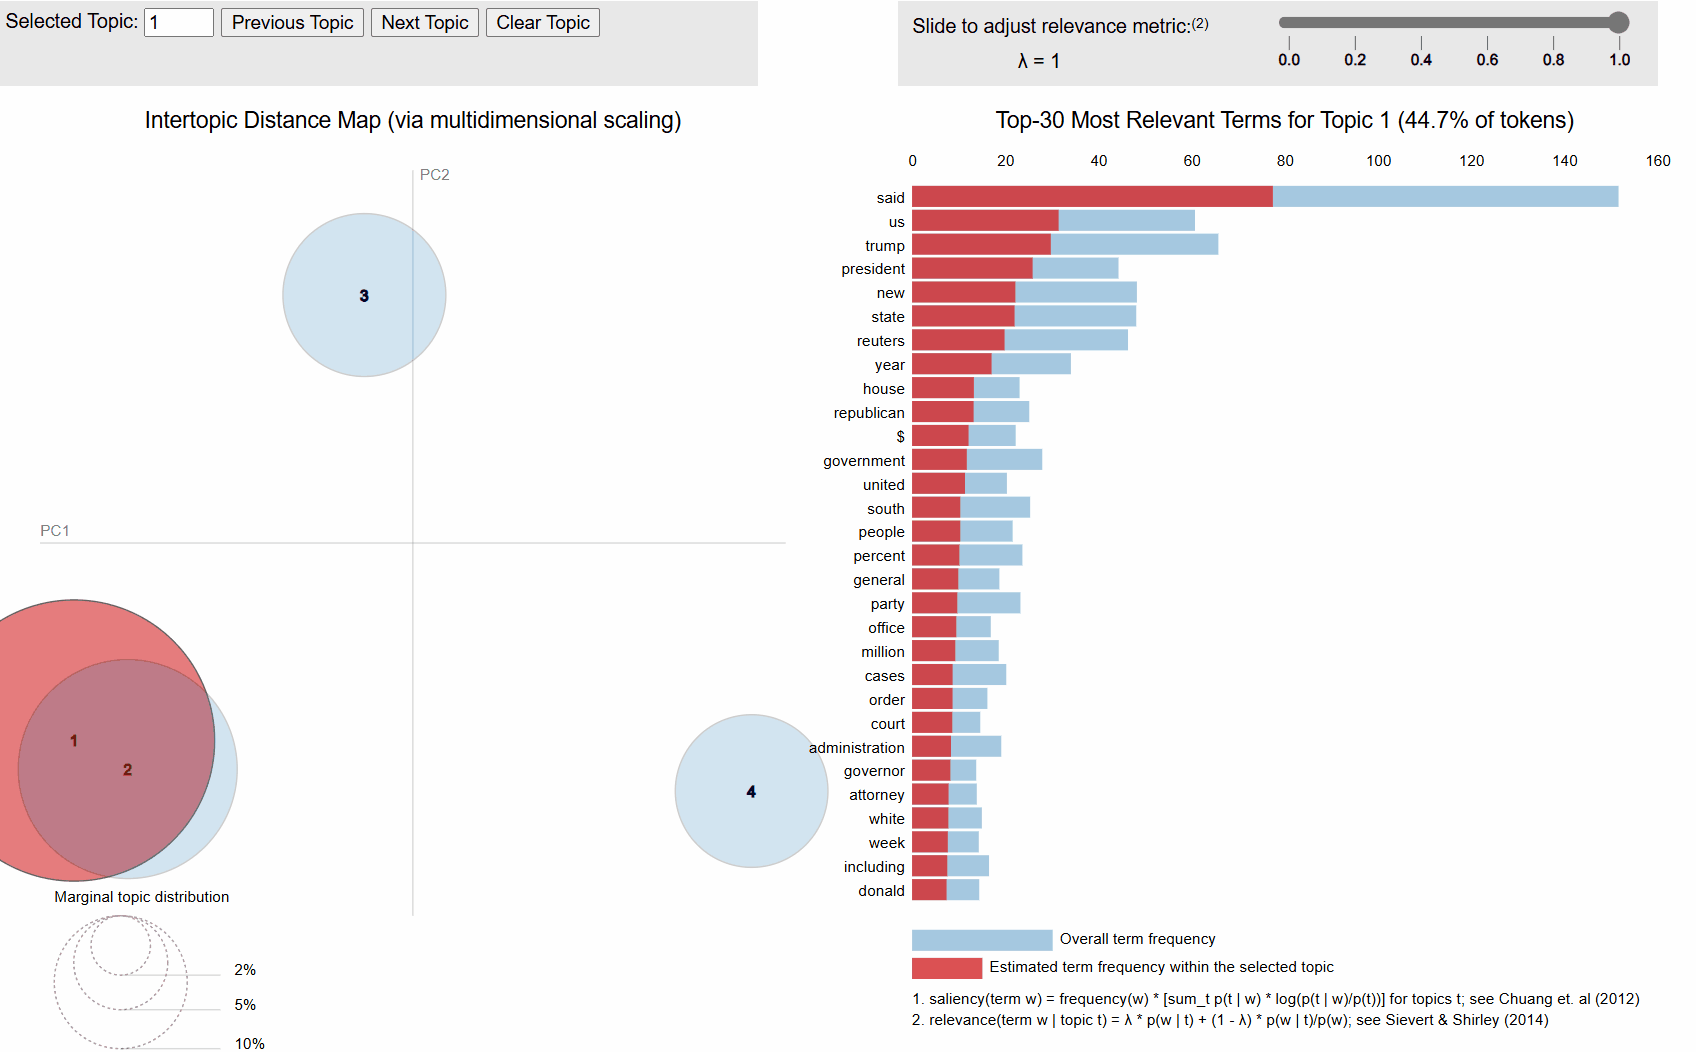 Selected Topic: 1 Previous Topic Next Topic Clear Topic
Slide to adjust relevance metric:(2)
λ = 1
0.0 0.2 0.4 0.6 0.8 1.0
Intertopic Distance Map (via multidimensional scaling)
PC2
PC1
3
1
2
4
Marginal topic distribution
2%
5%
10%
Top-30 Most Relevant Terms for Topic 1 (44.7% of tokens)
0 20 40 60 80 100 120 140 160
said
us
trump
president
new
state
reuters
year
house
republican
$
government
united
south
people
percent
general
party
office
million
cases
order
court
administration
governor
attorney
white
week
including
donald
Overall term frequency
Estimated term frequency within the selected topic
1. saliency(term w) = frequency(w) * [sum_t p(t | w) * log(p(t | w)/p(t))] for topics t; see Chuang et. al (2012)
2. relevance(term w | topic t) = λ * p(w | t) + (1 - λ) * p(w | t)/p(w); see Sievert & Shirley (2014)